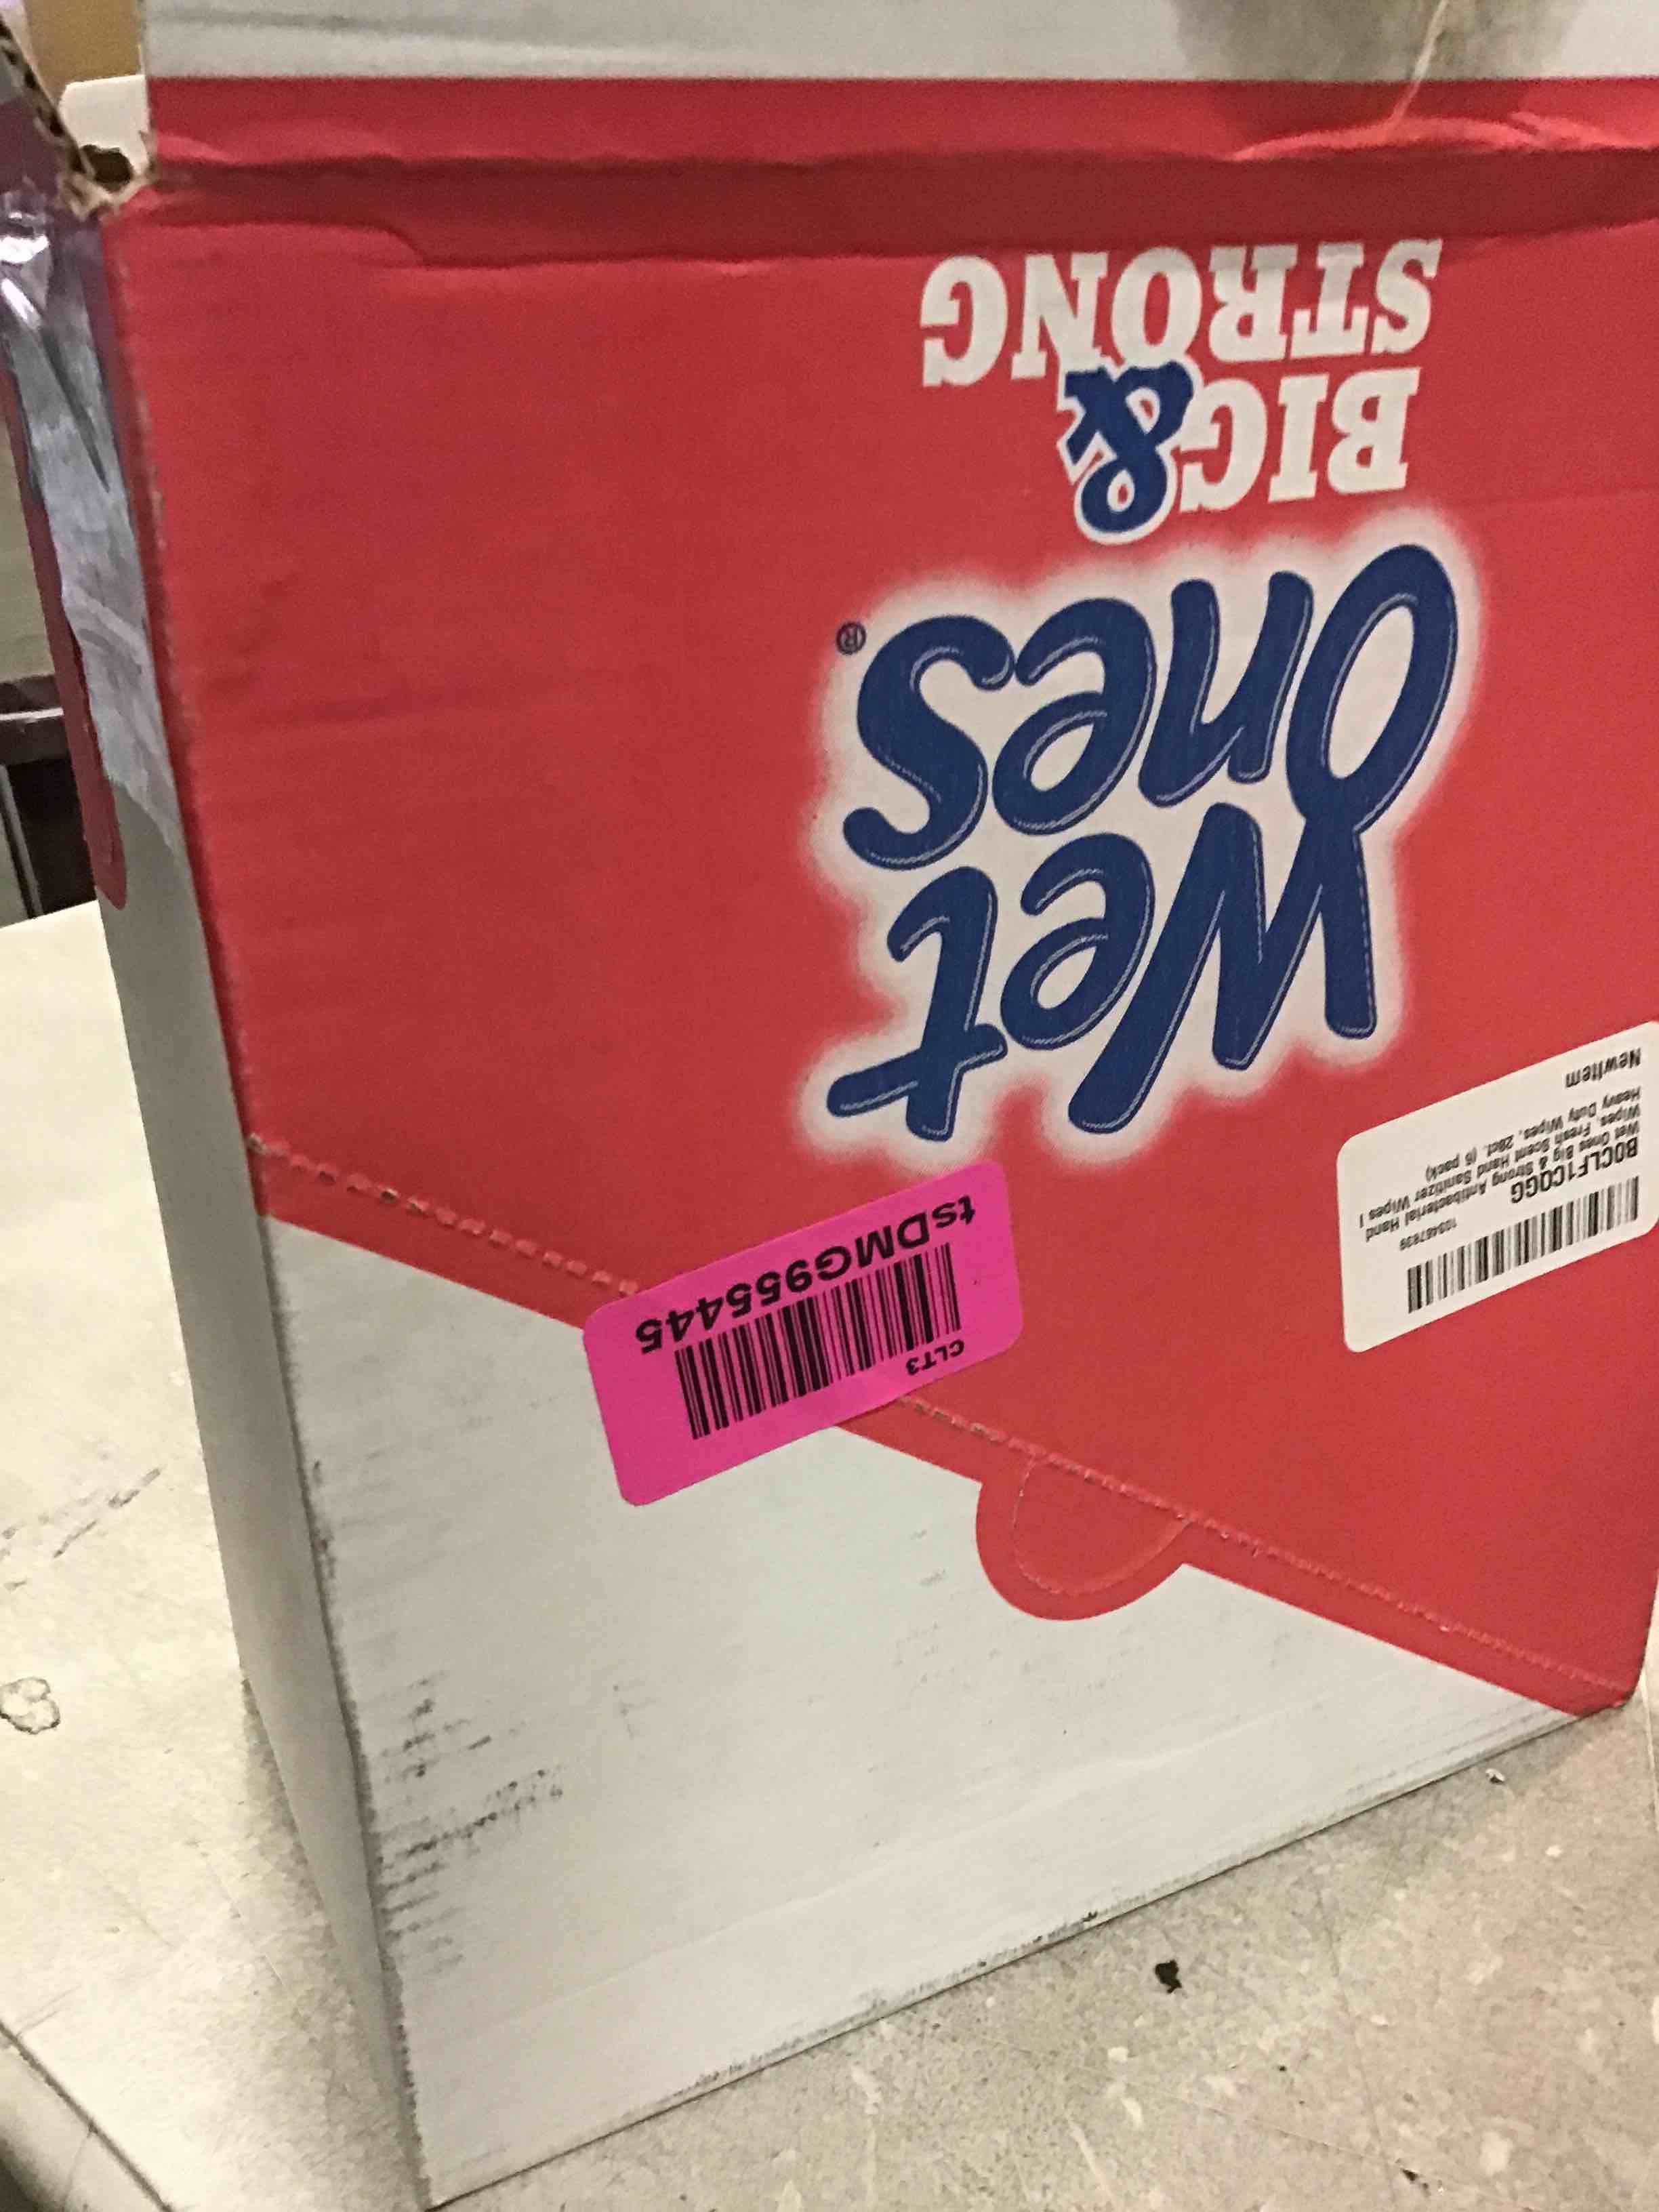 Wet
Ones®
BIG &
STRONG
CLT3
tsDMG955445
103467939
B0CLF1CQGG
Wet Ones Big & Strong Antibacterial Hand
Wipes, Fresh Scent Hand Sanitizer Wipes |
Heavy Duty Wipes, 28ct. (6 pack)
NewItem